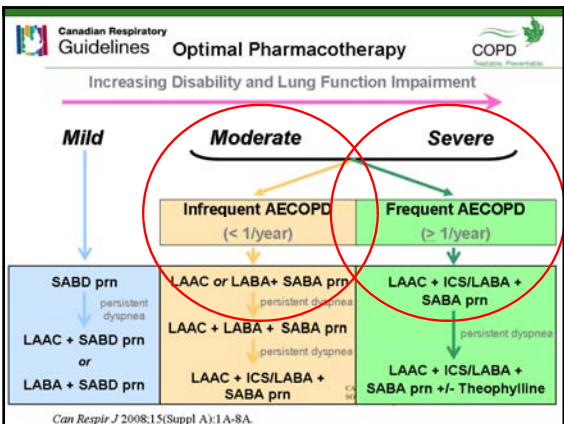 Canadian Respiratory
Guidelines
Optimal Pharmacotherapy
COPD
Treatable. Preventable.
Increasing Disability and Lung Function Impairment
Mild
Moderate
Severe
Infrequent AECOPD
(< 1/year)
Frequent AECOPD
(≥ 1/year)
SABD prn
persistent
dyspnea
LAAC + SABD prn
or
LABA + SABD prn
LAAC or LABA+ SABA prn
persistent dyspnea
LAAC + LABA + SABA prn
persistent dyspnea
LAAC + ICS/LABA +
SABA prn
LAAC + ICS/LABA +
SABA prn
persistent dyspnea
LAAC + ICS/LABA +
SABA prn +/- Theophylline
Can Respir J 2008;15(Suppl A):1A-8A.